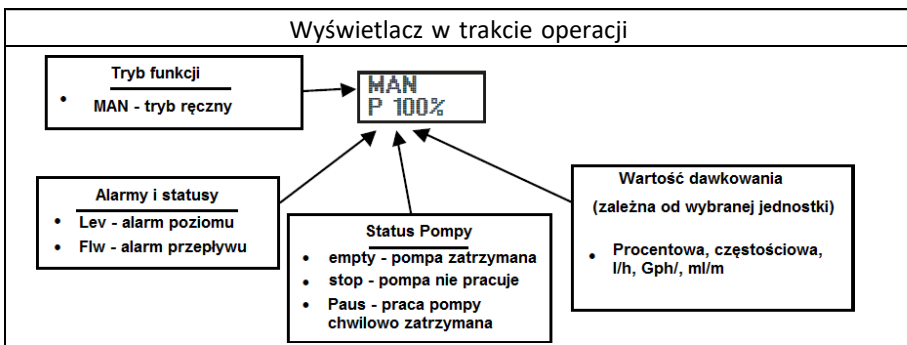 Wyświetlacz w trakcie operacji
Tryb funkcji
• MAN - tryb ręczny
MAN
P 100%
Alarmy i statusy
• Lev - alarm poziomu
• Flw - alarm przepływu
Status Pompy
• empty - pompa zatrzymana
• stop - pompa nie pracuje
• Paus - praca pompy
chwilowo zatrzymana
Wartość dawkowania
(zależna od wybranej jednostki)
• Procentowa, częstościowa,
l/h, Gph/, ml/m